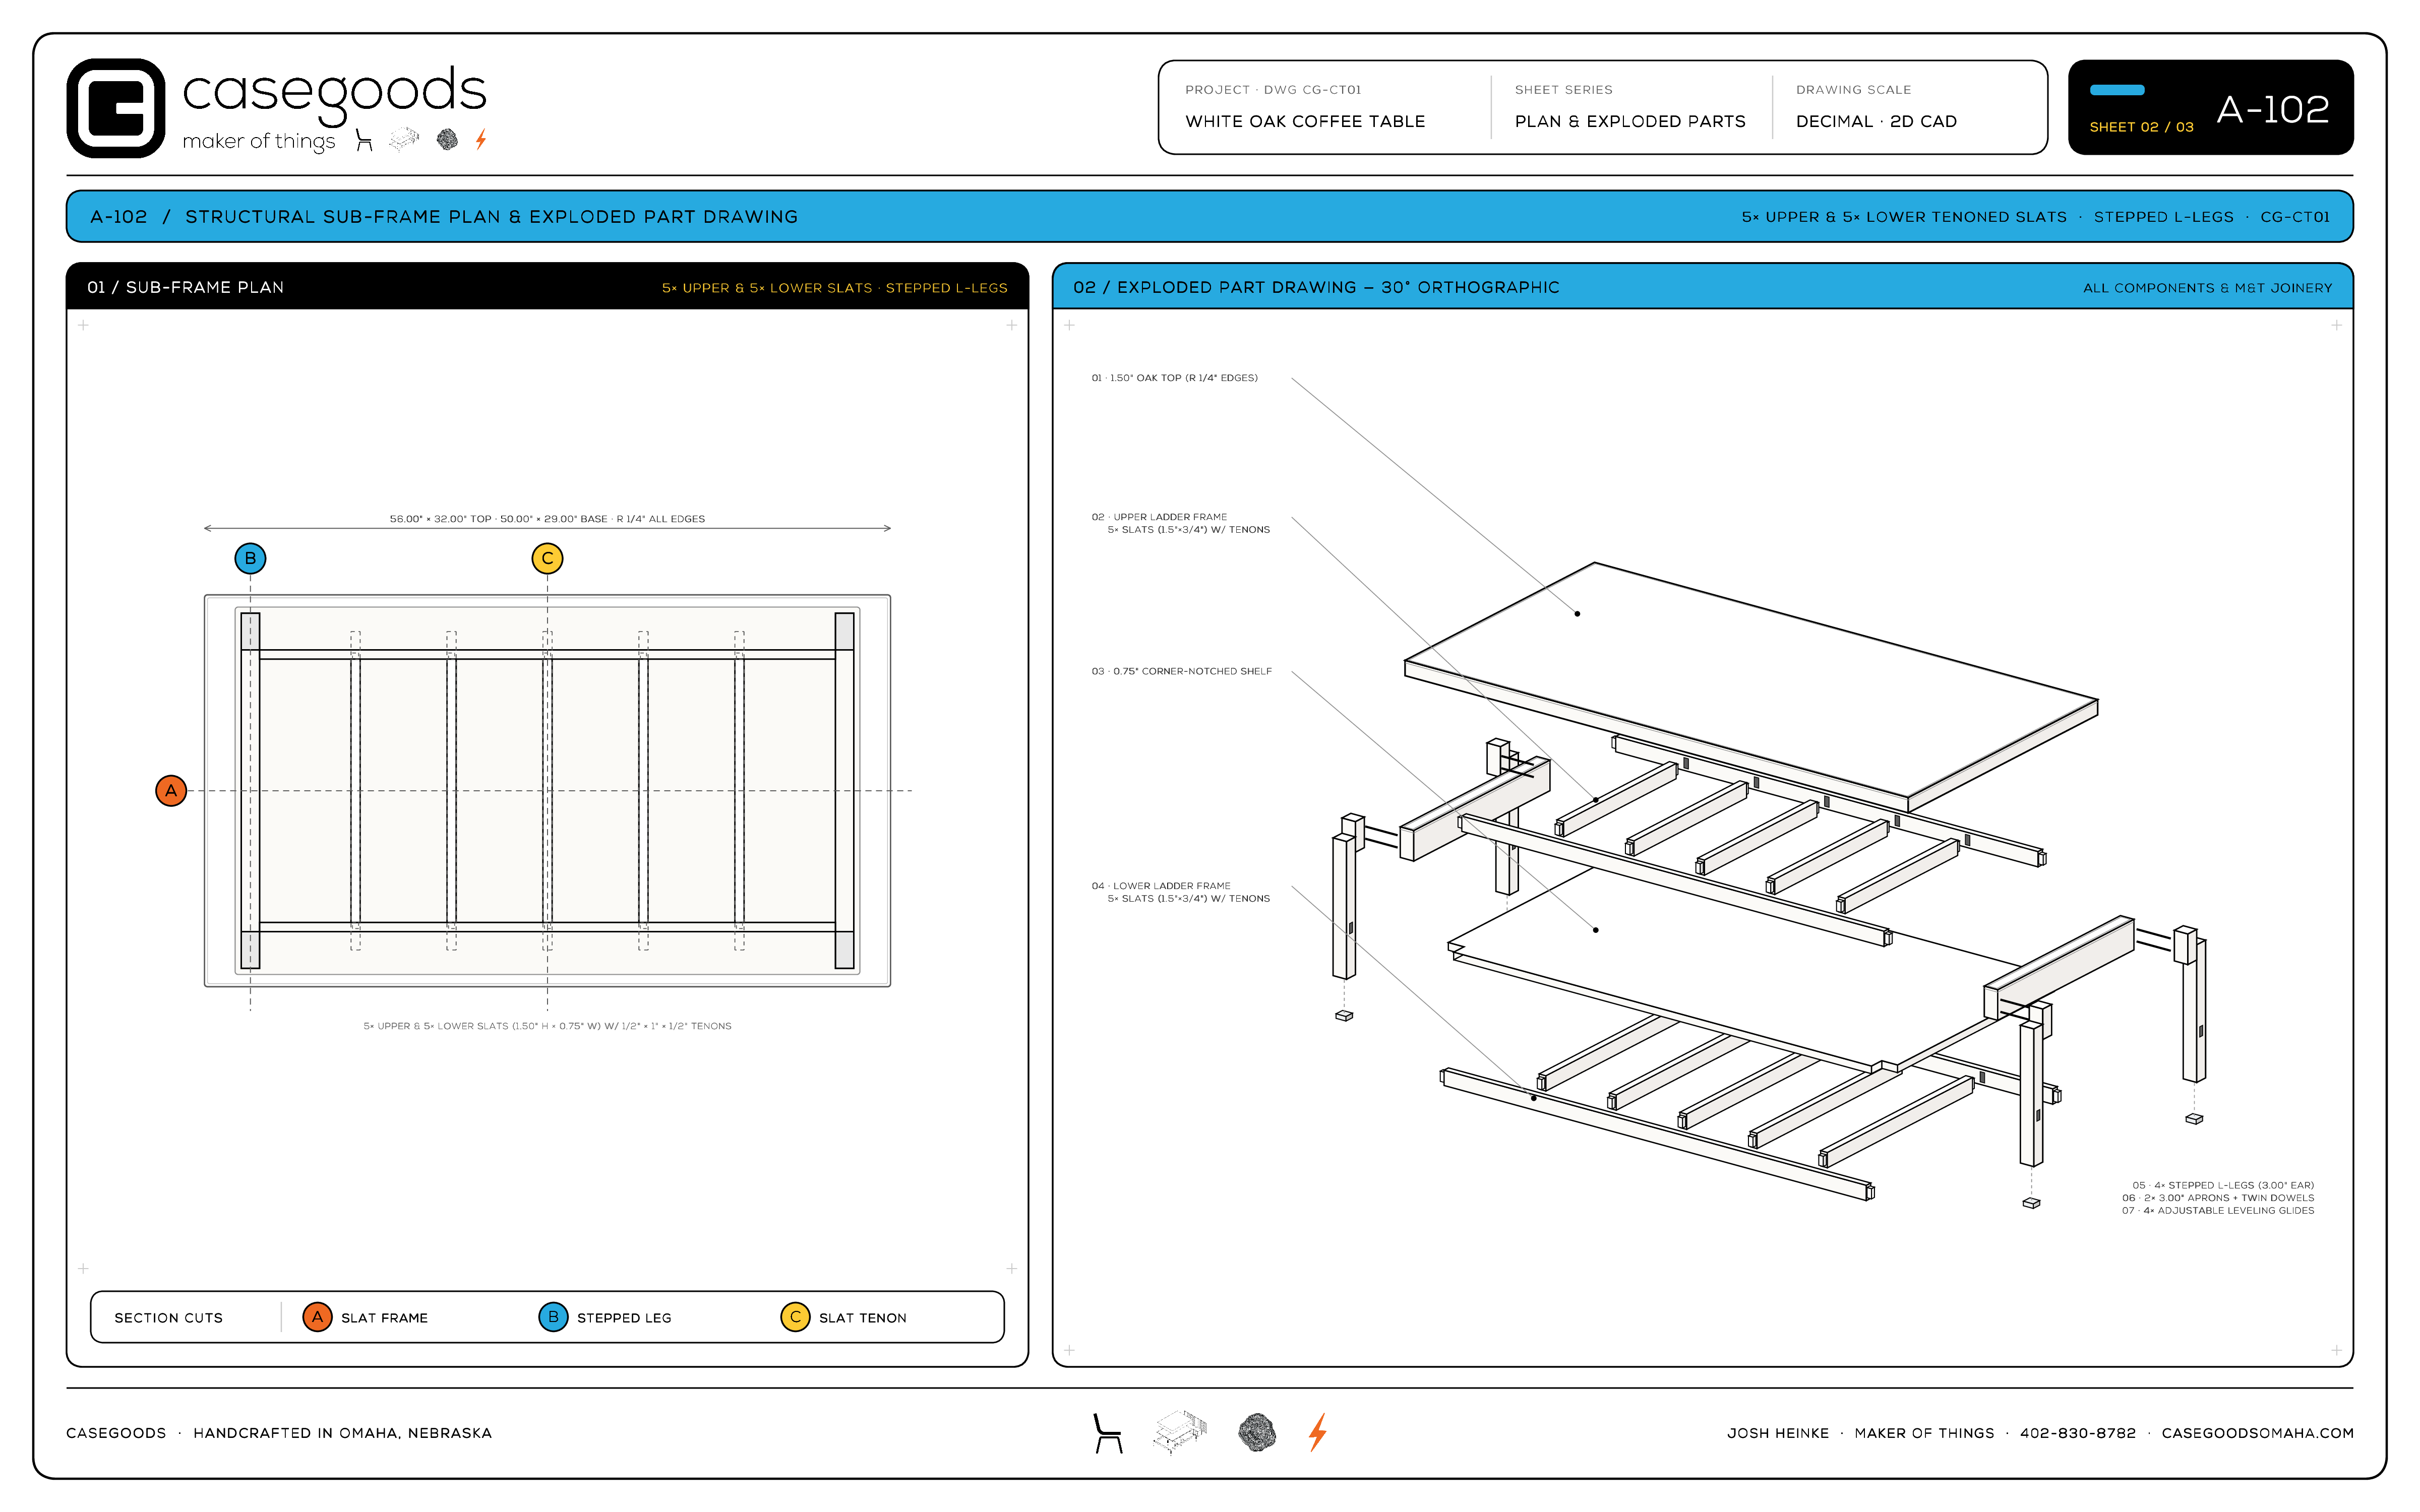 casegoods
maker of things
PROJECT · DWG CG-CT01
WHITE OAK COFFEE TABLE
SHEET SERIES
PLAN & EXPLODED PARTS
DRAWING SCALE
DECIMAL · 2D CAD
SHEET 02 / 03
A-102
A-102 / STRUCTURAL SUB-FRAME PLAN & EXPLODED PART DRAWING
5× UPPER & 5× LOWER TENONED SLATS · STEPPED L-LEGS · CG-CT01
01 / SUB-FRAME PLAN
5× UPPER & 5× LOWER SLATS · STEPPED L-LEGS
56.00" × 32.00" TOP · 50.00" × 29.00" BASE · R 1/4" ALL EDGES
B
C
A
5× UPPER & 5× LOWER SLATS (1.50" H × 0.75" W) W/ 1/2" × 1" × 1/2" TENONS
SECTION CUTS
A SLAT FRAME
B STEPPED LEG
C SLAT TENON
02 / EXPLODED PART DRAWING – 30° ORTHOGRAPHIC
ALL COMPONENTS & M&T JOINERY
01 · 1.50" OAK TOP (R 1/4" EDGES)
02 · UPPER LADDER FRAME
5× SLATS (1.5"×3/4") W/ TENONS
03 · 0.75" CORNER-NOTCHED SHELF
04 · LOWER LADDER FRAME
5× SLATS (1.5"×3/4") W/ TENONS
05 · 4× STEPPED L-LEGS (3.00" EAR)
06 · 2× 3.00" APRONS + TWIN DOWELS
07 · 4× ADJUSTABLE LEVELING GLIDES
CASEGOODS · HANDCRAFTED IN OMAHA, NEBRASKA
JOSH HEINKE · MAKER OF THINGS · 402-830-8782 · CASEGOODSOMAHA.COM